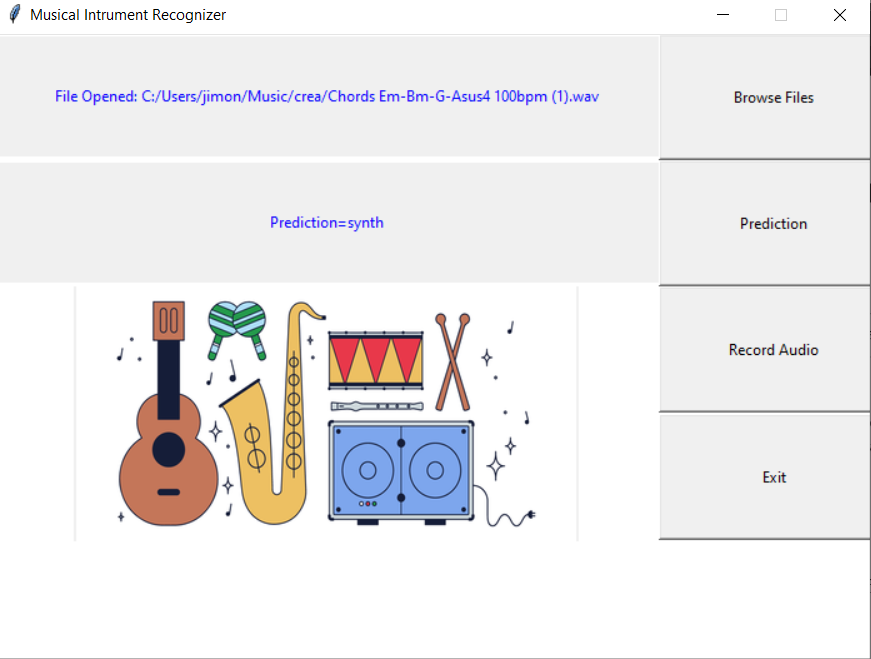 Musical Intrument Recognizer
File Opened: C:/Users/jimon/Music/crea/Chords Em-Bm-G-Asus4 100bpm (1).wav
Browse Files
Prediction=synth
Prediction
Record Audio
Exit